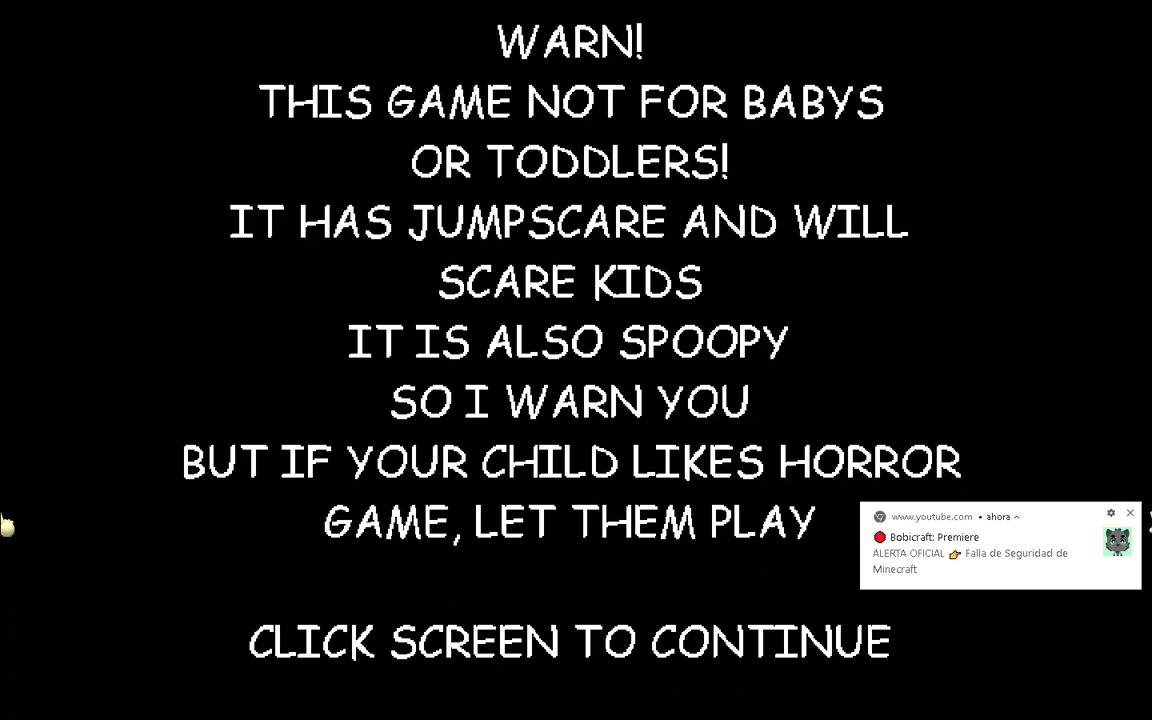 WARN!
THIS GAME NOT FOR BABYS
OR TODDLERS!
IT HAS JUMPSCARE AND WILL
SCARE KIDS
IT IS ALSO SPOOPY
SO I WARN YOU
BUT IF YOUR CHILD LIKES HORROR
GAME, LET THEM PLAY
www.youtube.com • ahora
Bobicraft: Premiere
ALERTA OFICIAL 👉 Falla de Seguridad de
Minecraft
CLICK SCREEN TO CONTINUE